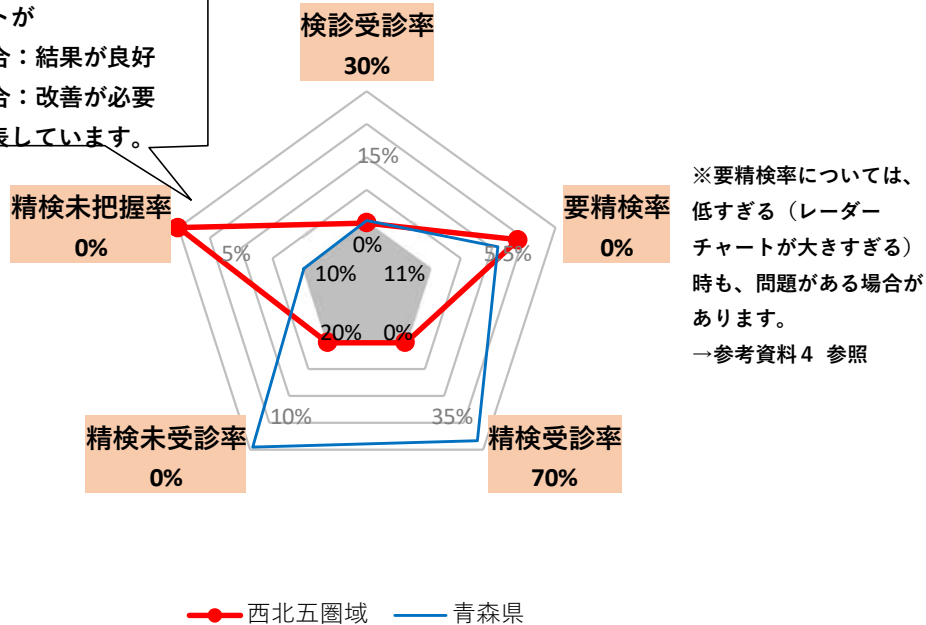 トが
合：結果が良好
合：改善が必要
表しています。
検診受診率
30%
15%
精検未把握率
0%
要精検率
0%
5%
5.5%
0%
10%
11%
20%
0%
10%
35%
精検未受診率
0%
精検受診率
70%
※要精検率については、
低すぎる（レーダー
チャートが大きすぎる）
時も、問題がある場合が
あります。
→参考資料４ 参照
西北五圏域
青森県